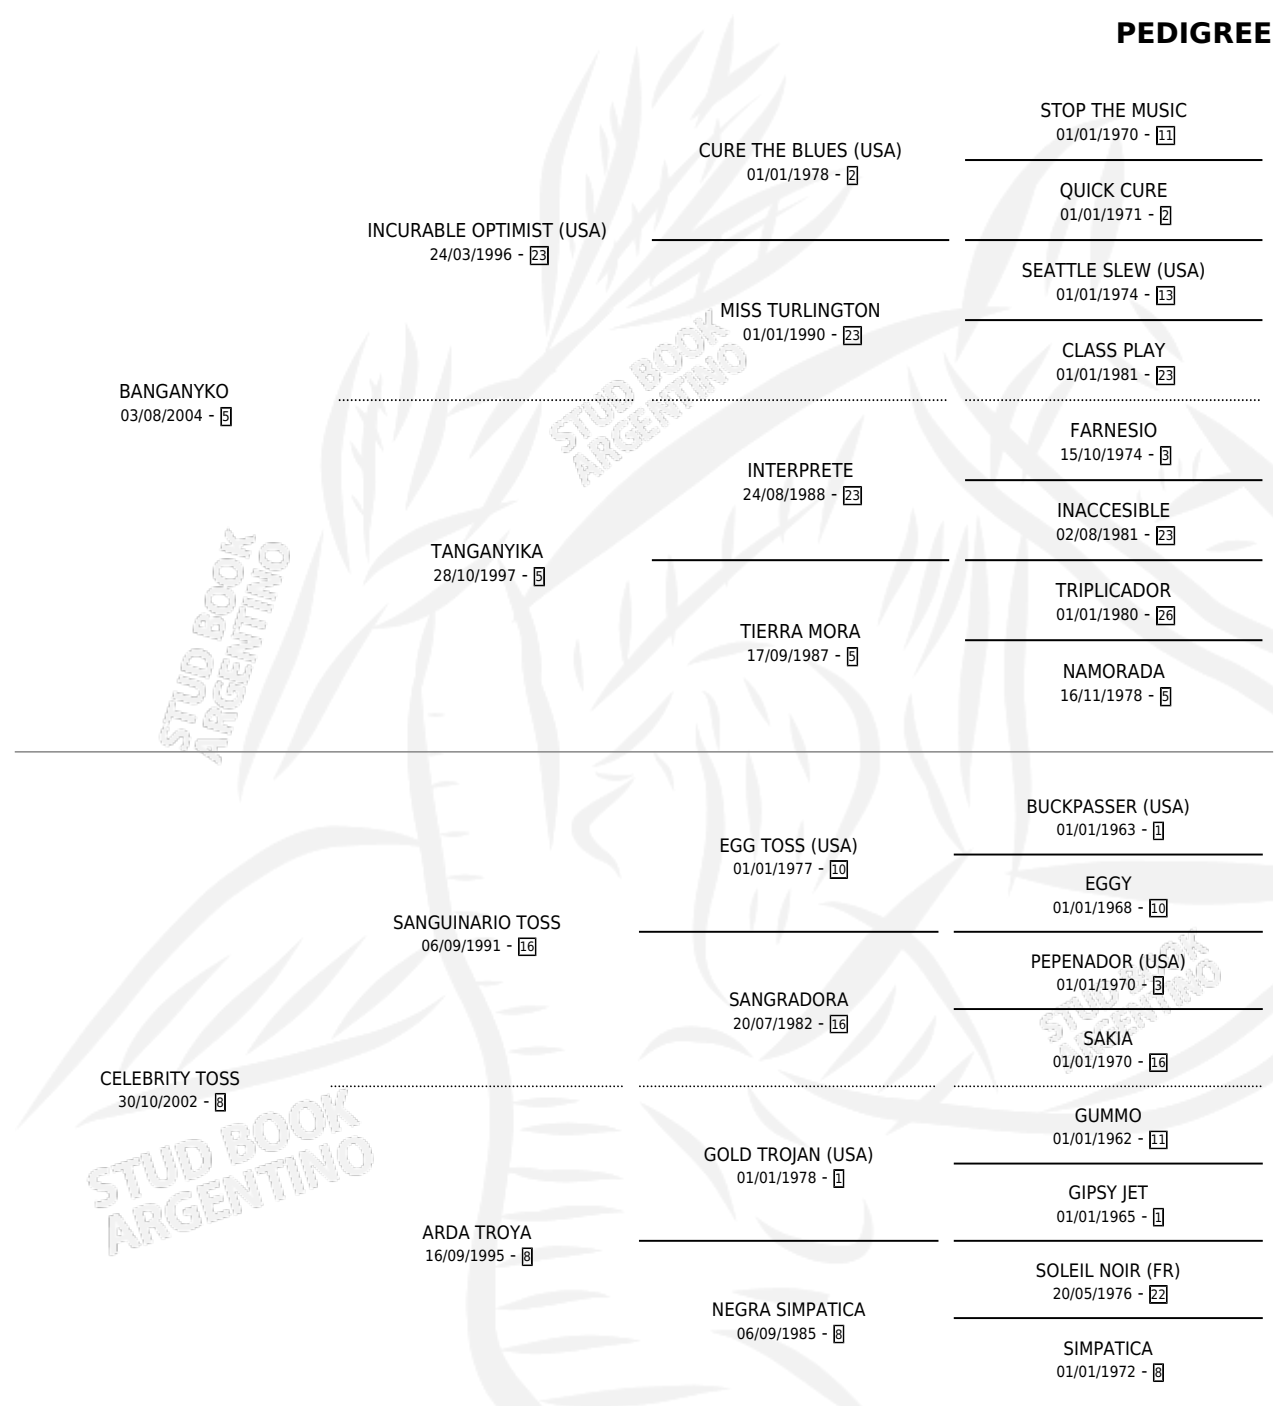 PEDIGREE
STOP THE MUSIC
01/01/1970 - 11
CURE THE BLUES (USA)
01/01/1978 - 2
QUICK CURE
01/01/1971 - 2
INCURABLE OPTIMIST (USA)
24/03/1996 - 23
SEATTLE SLEW (USA)
01/01/1974 - 13
MISS TURLINGTON
01/01/1990 - 23
CLASS PLAY
01/01/1981 - 23
BANGANYKO
03/08/2004 - 5
FARNESIO
15/10/1974 - 3
INTERPRETE
24/08/1988 - 23
INACCESIBLE
02/08/1981 - 23
TANGANYIKA
28/10/1997 - 5
TRIPLICADOR
01/01/1980 - 26
TIERRA MORA
17/09/1987 - 5
NAMORADA
16/11/1978 - 5
BUCKPASSER (USA)
01/01/1963 - 1
EGG TOSS (USA)
01/01/1977 - 10
EGGY
01/01/1968 - 10
SANGUINARIO TOSS
06/09/1991 - 16
PEPENADOR (USA)
01/01/1970 - 3
SANGRADORA
20/07/1982 - 16
SAKIA
01/01/1970 - 16
CELEBRITY TOSS
30/10/2002 - 8
GUMMO
01/01/1962 - 11
GOLD TROJAN (USA)
01/01/1978 - 1
GIPSY JET
01/01/1965 - 1
ARDA TROYA
16/09/1995 - 8
SOLEIL NOIR (FR)
20/05/1976 - 22
NEGRA SIMPATICA
06/09/1985 - 8
SIMPATICA
01/01/1972 - 8
STUD BOOK
ARGENTINO
STUD BOOK
ARGENTINO
STUD BOOK
ARGENTINO
STUD BOOK
ARGENTINO